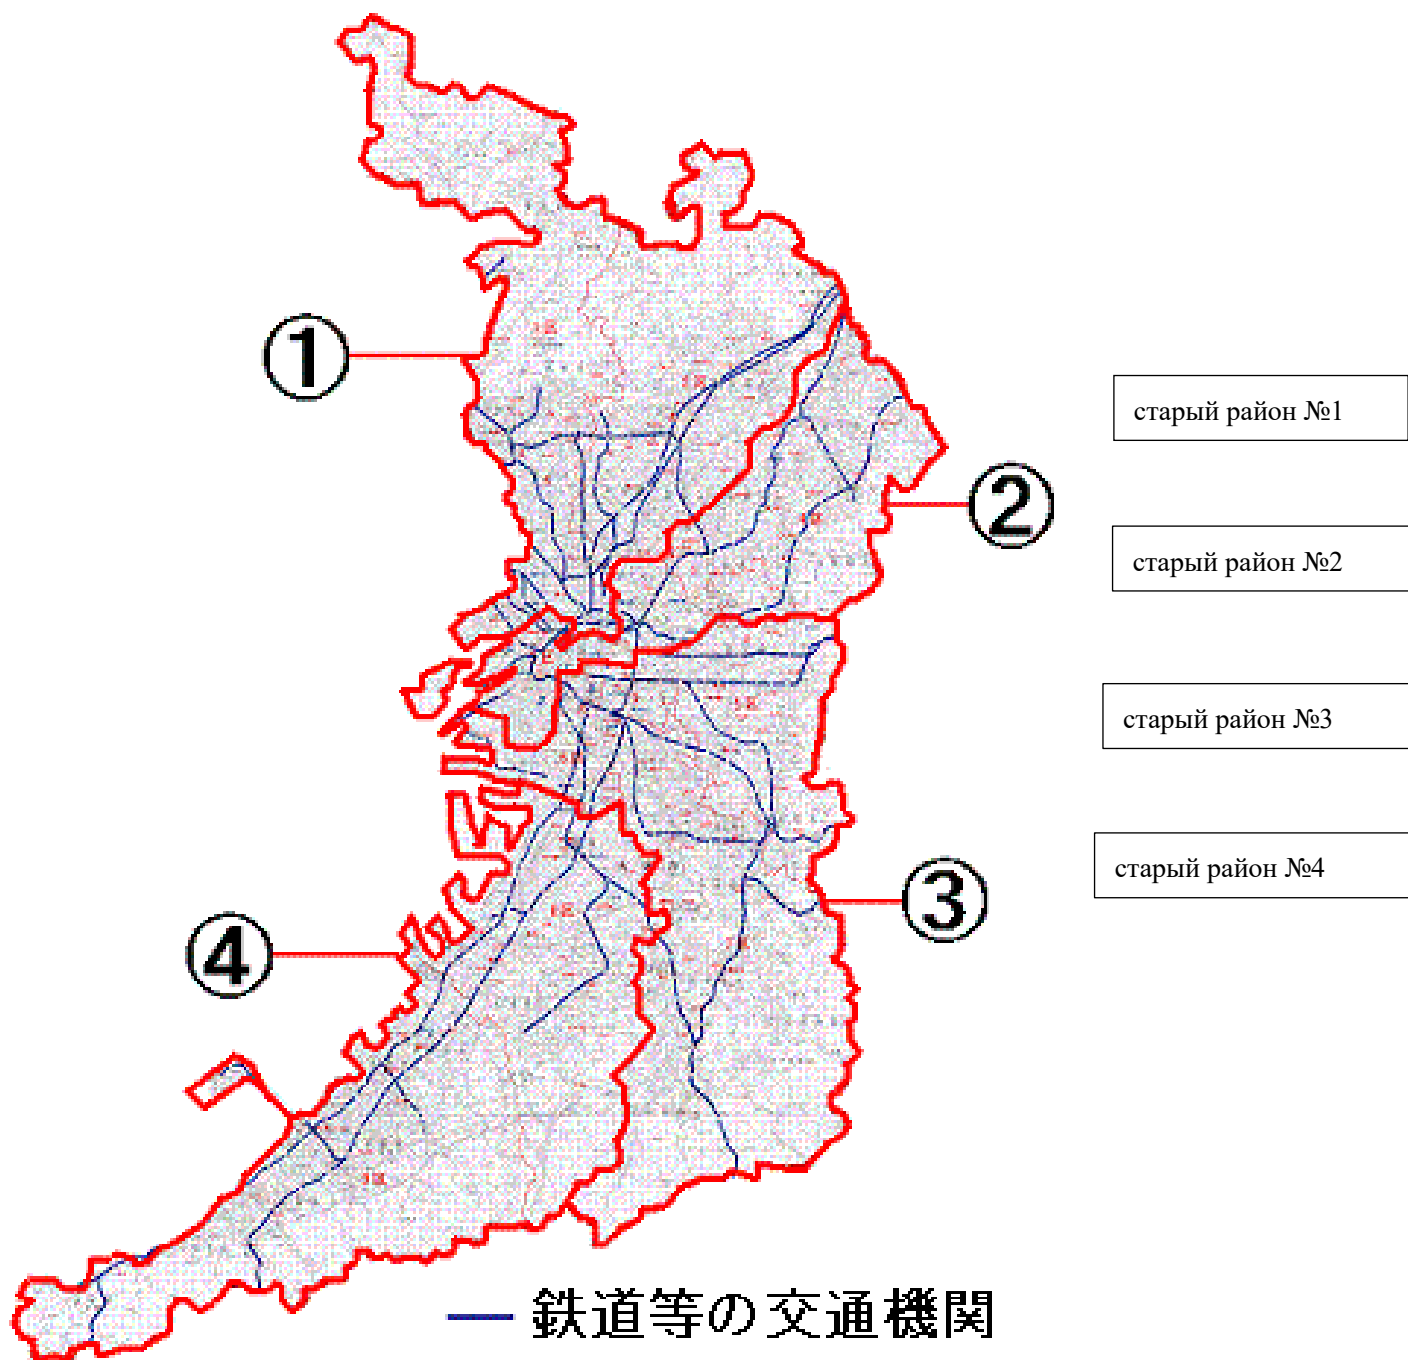 ①
старый район №1
②
старый район №2
старый район №3
старый район №4
③
④
鉄道等の交通機関